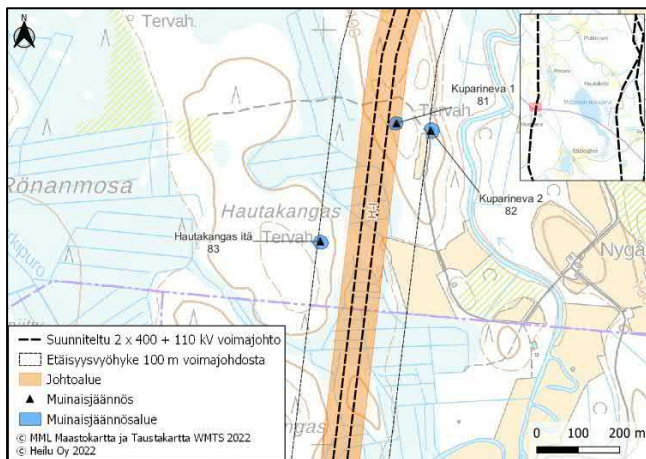 Tervah.
Kuparineva 1
81
Tervah.
Kuparineva 2
82
Rönanmosa
Hautakangas
Tervah.
Hautakangas itä
83
Nygå
Suunniteltu 2 x 400 + 110 kV voimajohto
Etäisyysvyöhyke 100 m voimajohdosta
Johtoalue
Muinaisjäännös
Muinaisjäännösalue
© MML Maastokartta ja Taustakartta WMTS 2022
© Heilu Oy 2022
0 100 200 m